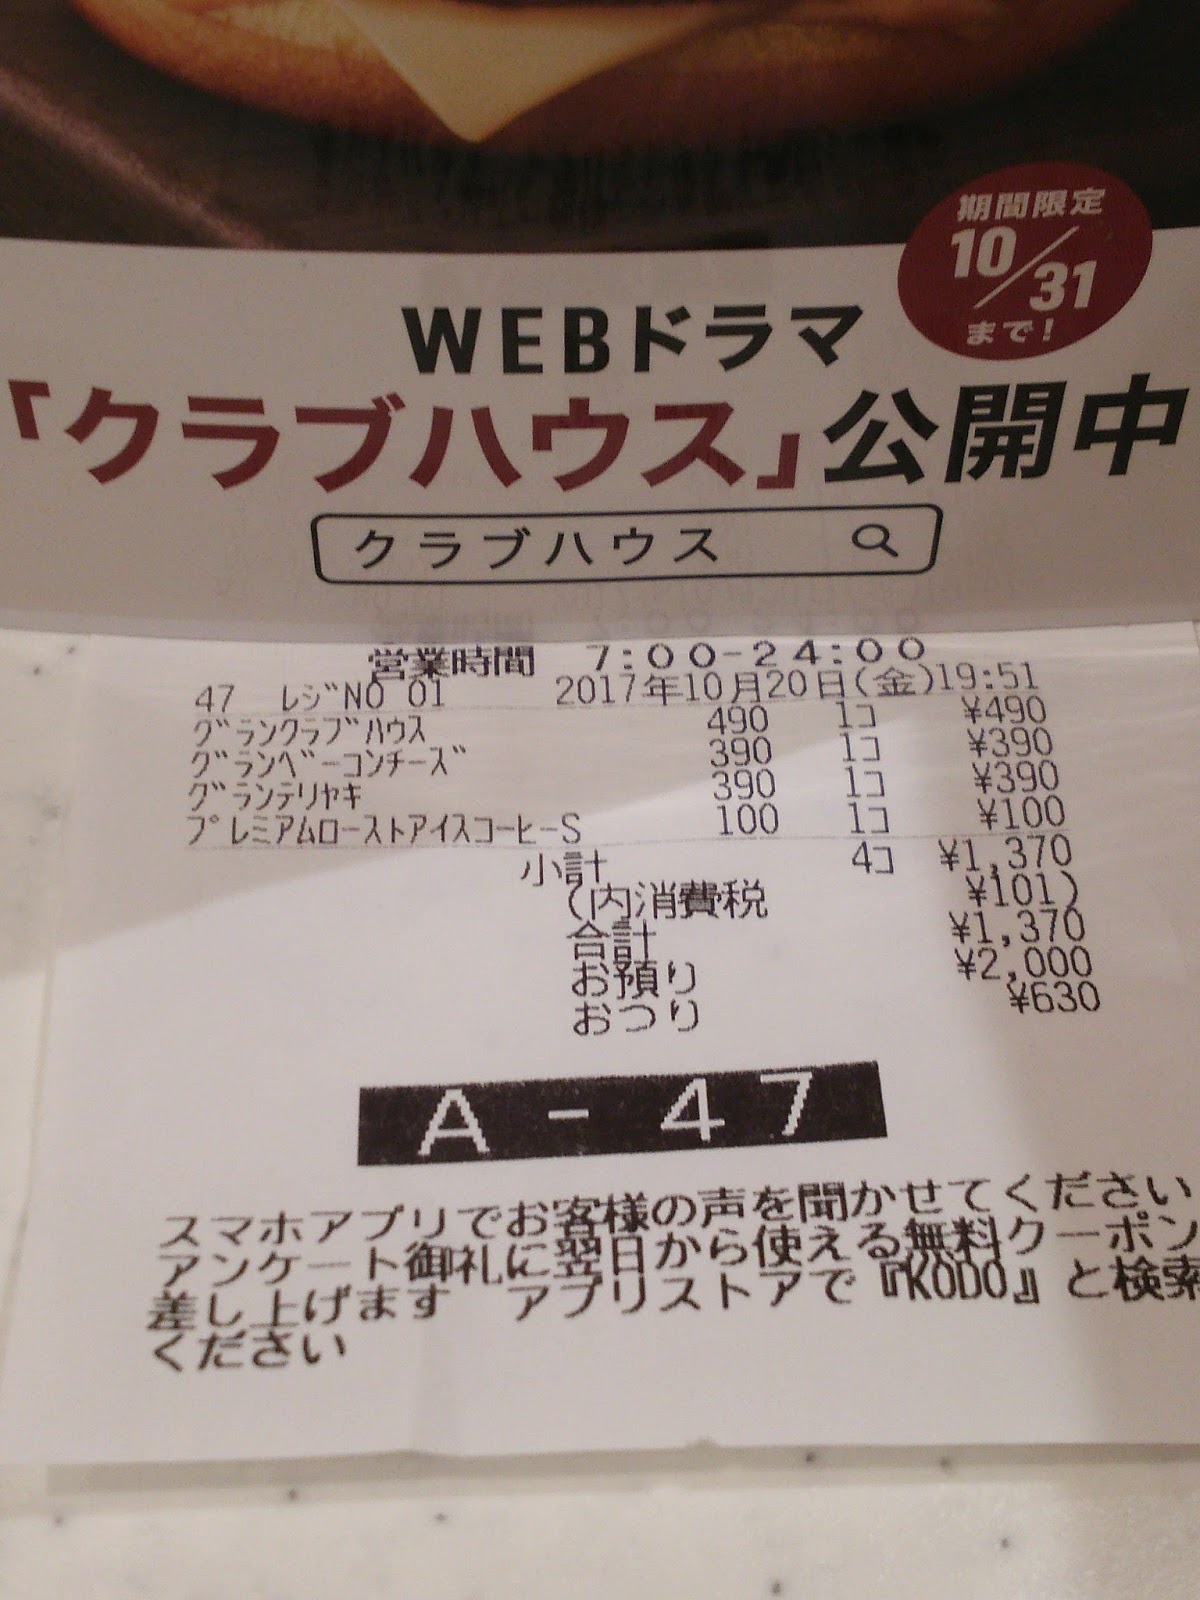 期間限定
10/31
まで!
WEBドラマ
「クラブハウス」公開中
クラブハウス
営業時間 7:00-24:00
47 レジNO 01 2017年10月20日(金)19:51
グランクラブハウス 490 1コ ¥490
グランベーコンチーズ 390 1コ ¥390
グランテリヤキ 390 1コ ¥390
プレミアムローストアイスコーヒーS 100 1コ ¥100
小計 4コ ¥1,370
(内消費税 ¥101)
合計 ¥1,370
お預り ¥2,000
おつり ¥630
A-47
スマホアプリでお客様の声を聞かせてください
アンケート御礼に翌日から使える無料クーポン
差し上げます アプリストアで『KODO』と検索
ください